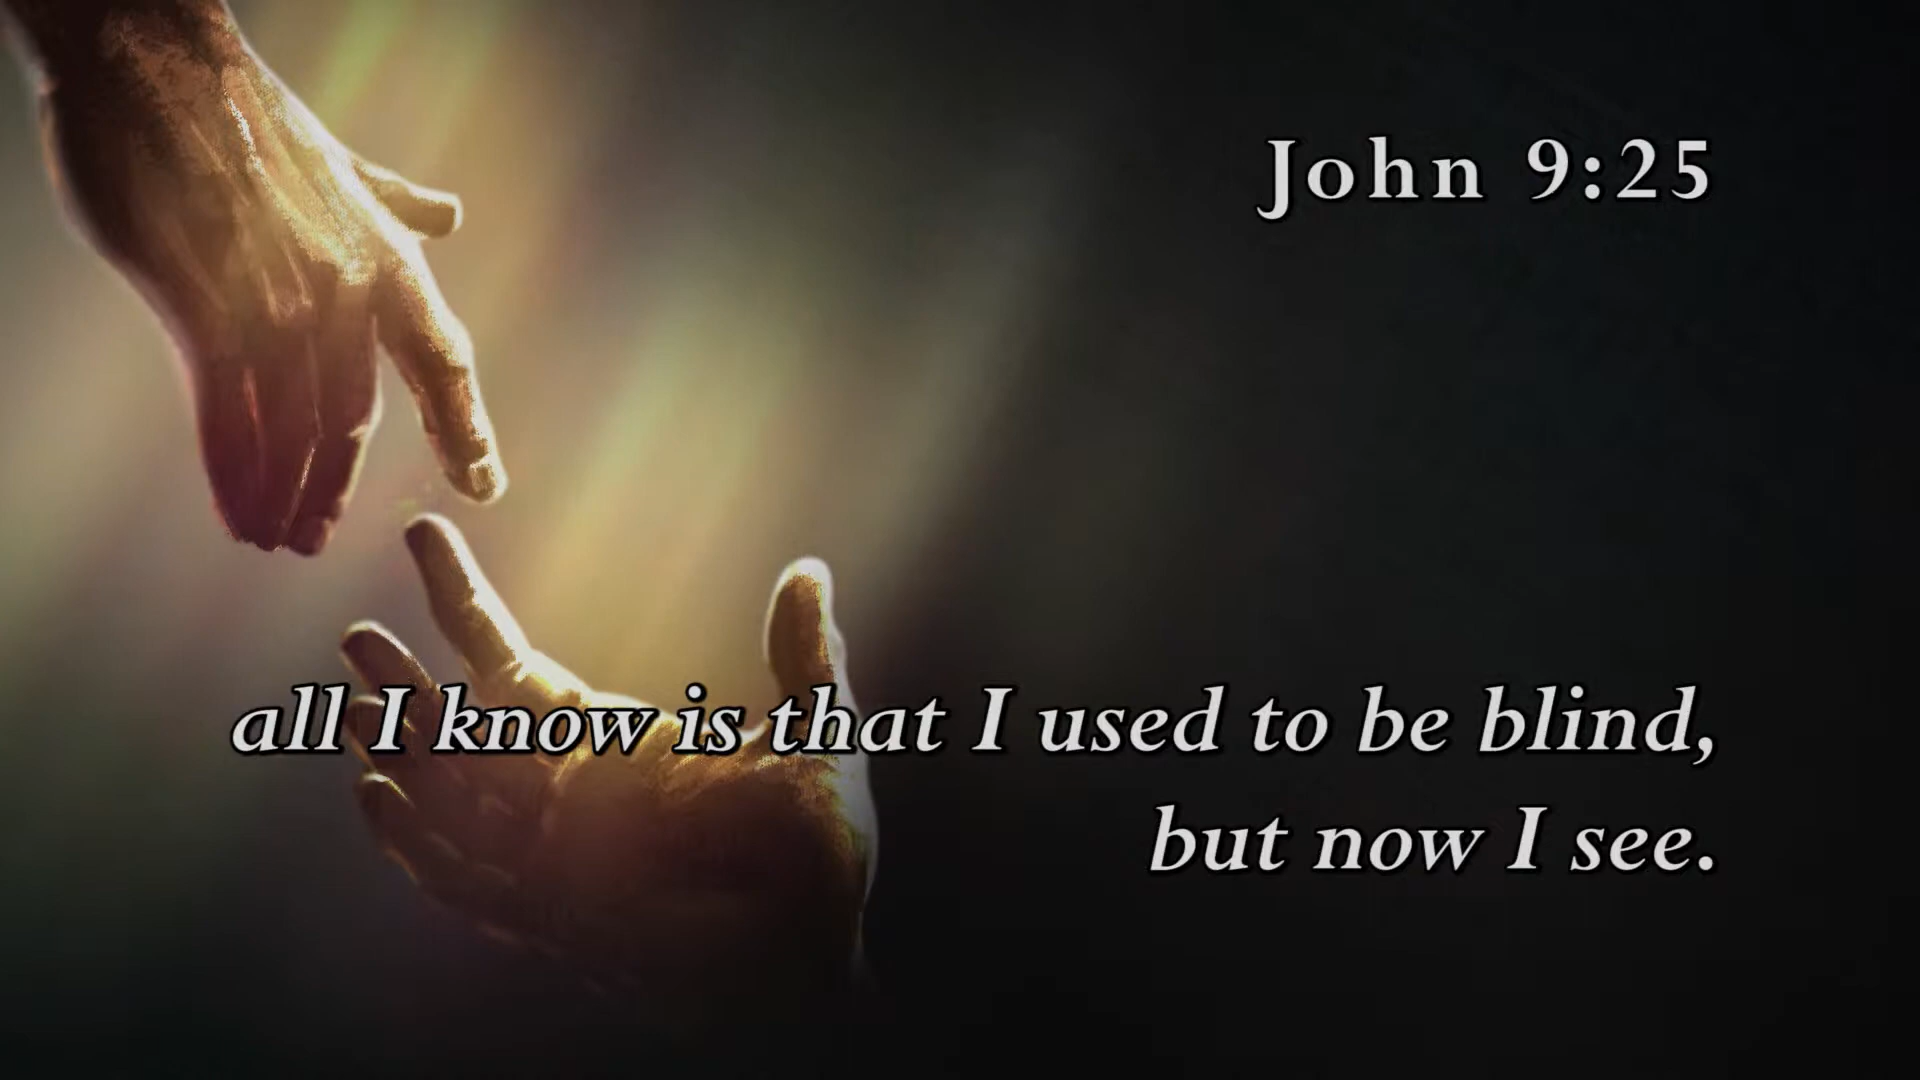 John 9:25
all I know is that I used to be blind,
but now I see.